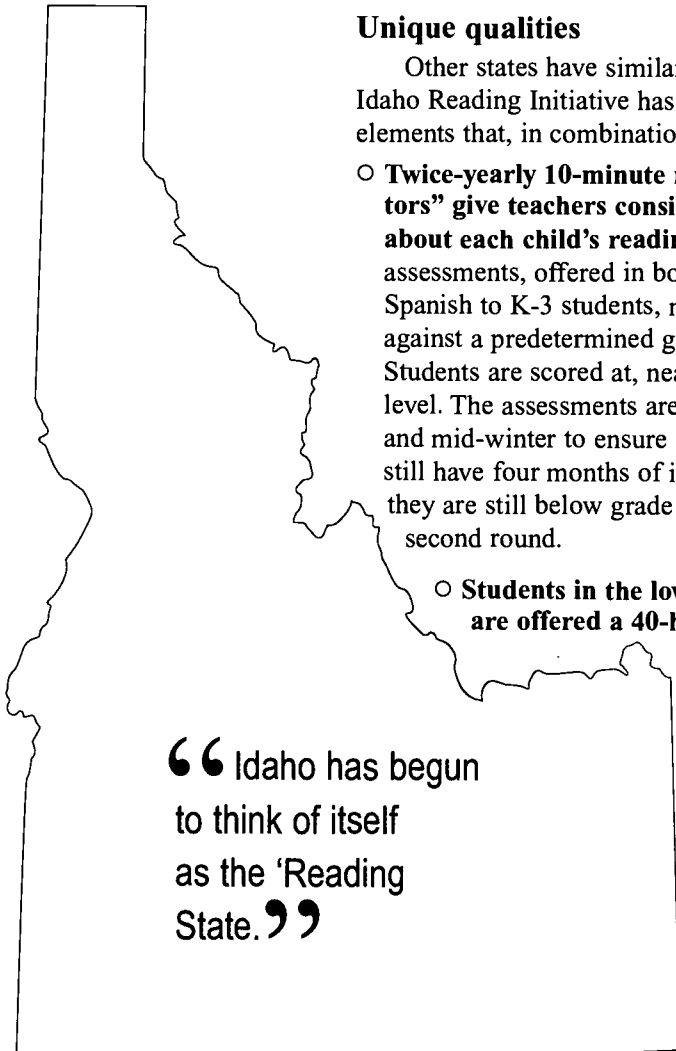 Unique qualities
Other states have similar
Idaho Reading Initiative has
elements that, in combinatio
○ Twice-yearly 10-minute
tors” give teachers consi
about each child’s readin
assessments, offered in bo
Spanish to K-3 students,
against a predetermined g
Students are scored at, nea
level. The assessments are
and mid-winter to ensure
still have four months of i
they are still below grade
second round.
○ Students in the lov
are offered a 40-h
“Idaho has begun
to think of itself
as the ‘Reading
State.”